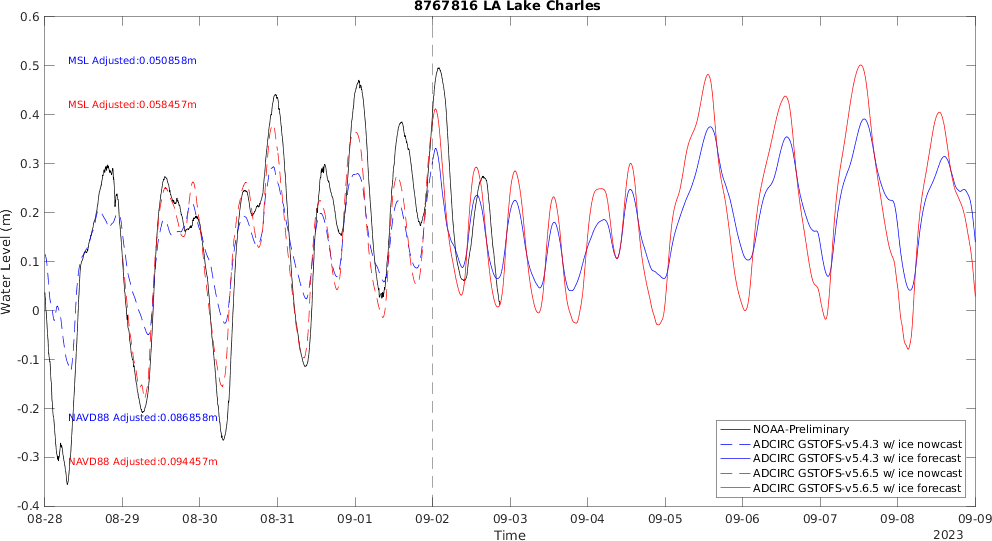 8767816 LA Lake Charles
0.6
0.5
0.4
0.3
0.2
0.1
0
-0.1
-0.2
-0.3
-0.4
Water Level (m)
MSL Adjusted:0.050858m
MSL Adjusted:0.058457m
NAVD88 Adjusted:0.086858m
NAVD88 Adjusted:0.094457m
NOAA-Preliminary
ADCIRC GSTOFS-v5.4.3 w/ ice nowcast
ADCIRC GSTOFS-v5.4.3 w/ ice forecast
ADCIRC GSTOFS-v5.6.5 w/ ice nowcast
ADCIRC GSTOFS-v5.6.5 w/ ice forecast
08-28 08-29 08-30 08-31 09-01 09-02 09-03 09-04 09-05 09-06 09-07 09-08 09-09
Time
2023